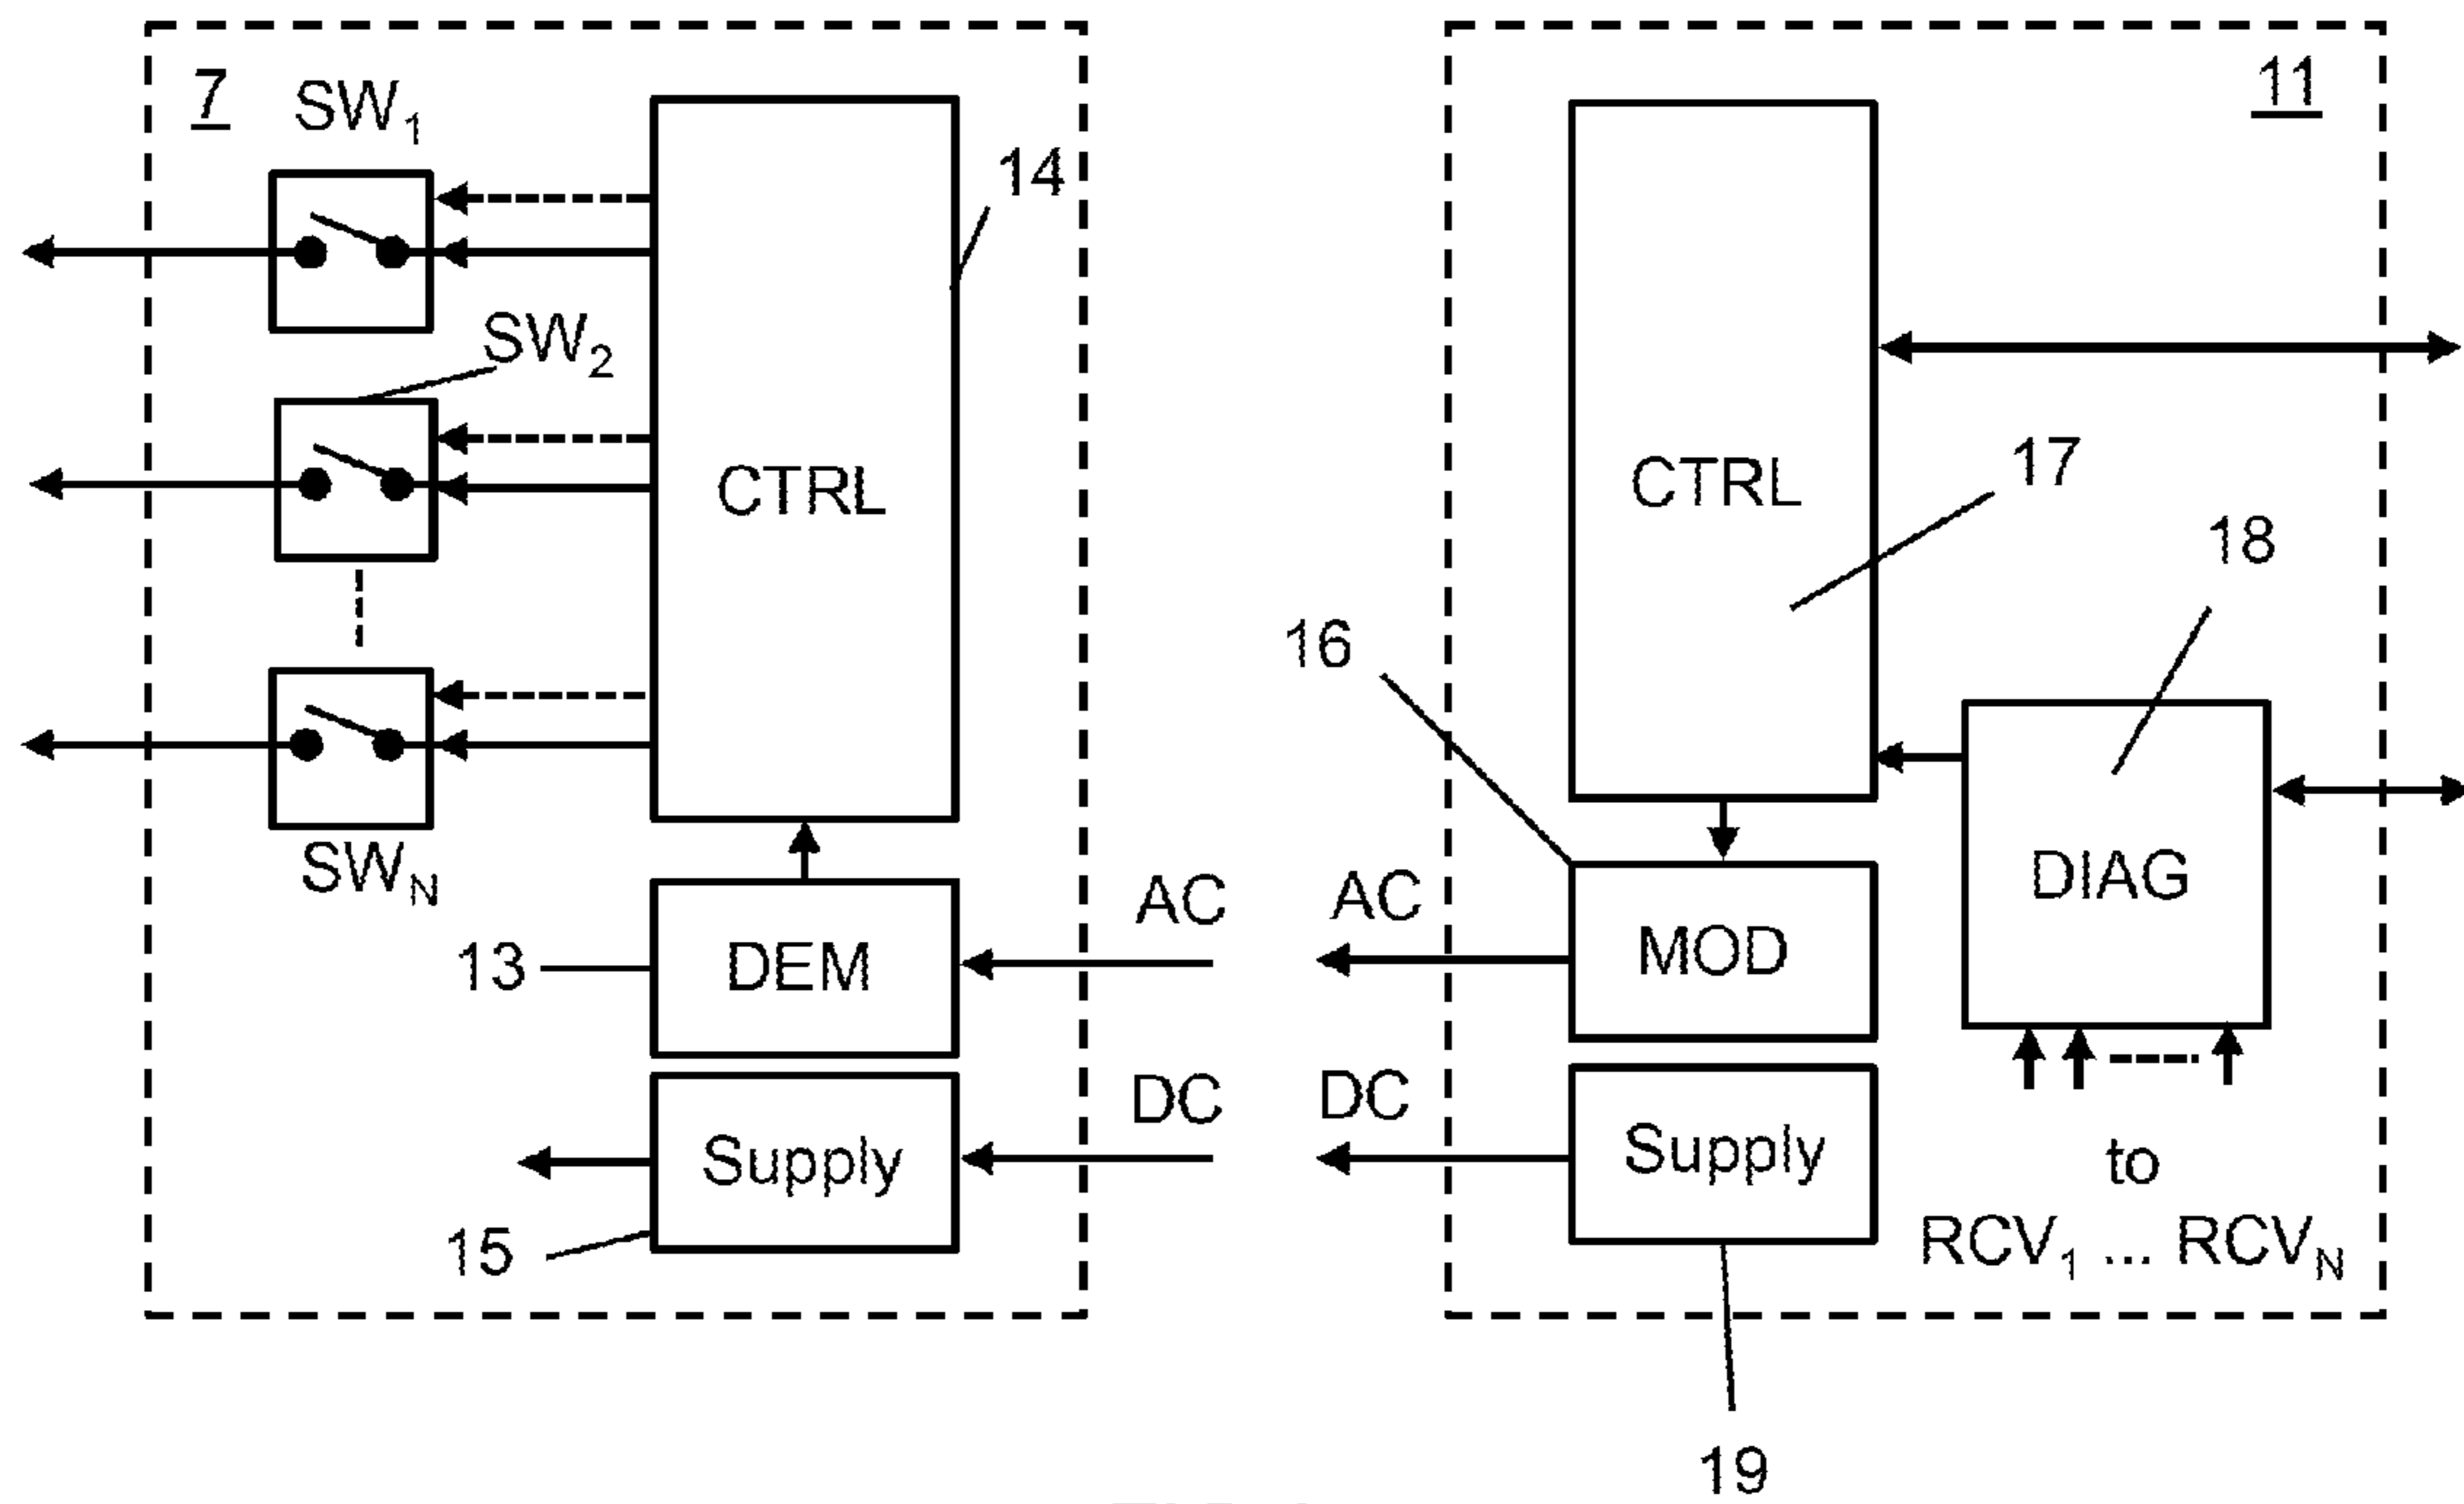 7
SW1
14
SW2
CTRL
SWN
13
DEM
AC
DC
Supply
15
11
CTRL
17
18
16
DIAG
AC
MOD
DC
Supply
to
RCV1 ... RCVN
19